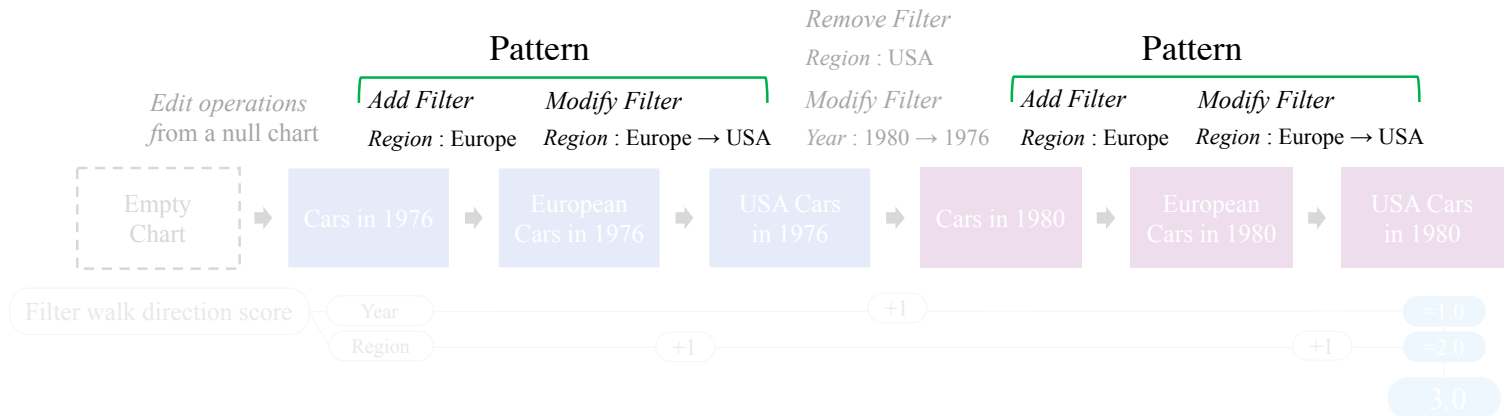 Remove Filter
Region : USA
Pattern
Pattern
Edit operations
from a null chart
Add Filter
Region : Europe
Modify Filter
Region : Europe → USA
Modify Filter
Year : 1980 → 1976
Add Filter
Region : Europe
Modify Filter
Region : Europe → USA
Empty
Chart
Cars in 1976
European
Cars in 1976
USA Cars
in 1976
Cars in 1980
European
Cars in 1980
USA Cars
in 1980
Filter walk direction score
Year
+1
=1.0
Region
+1
+1
=2.0
3.0